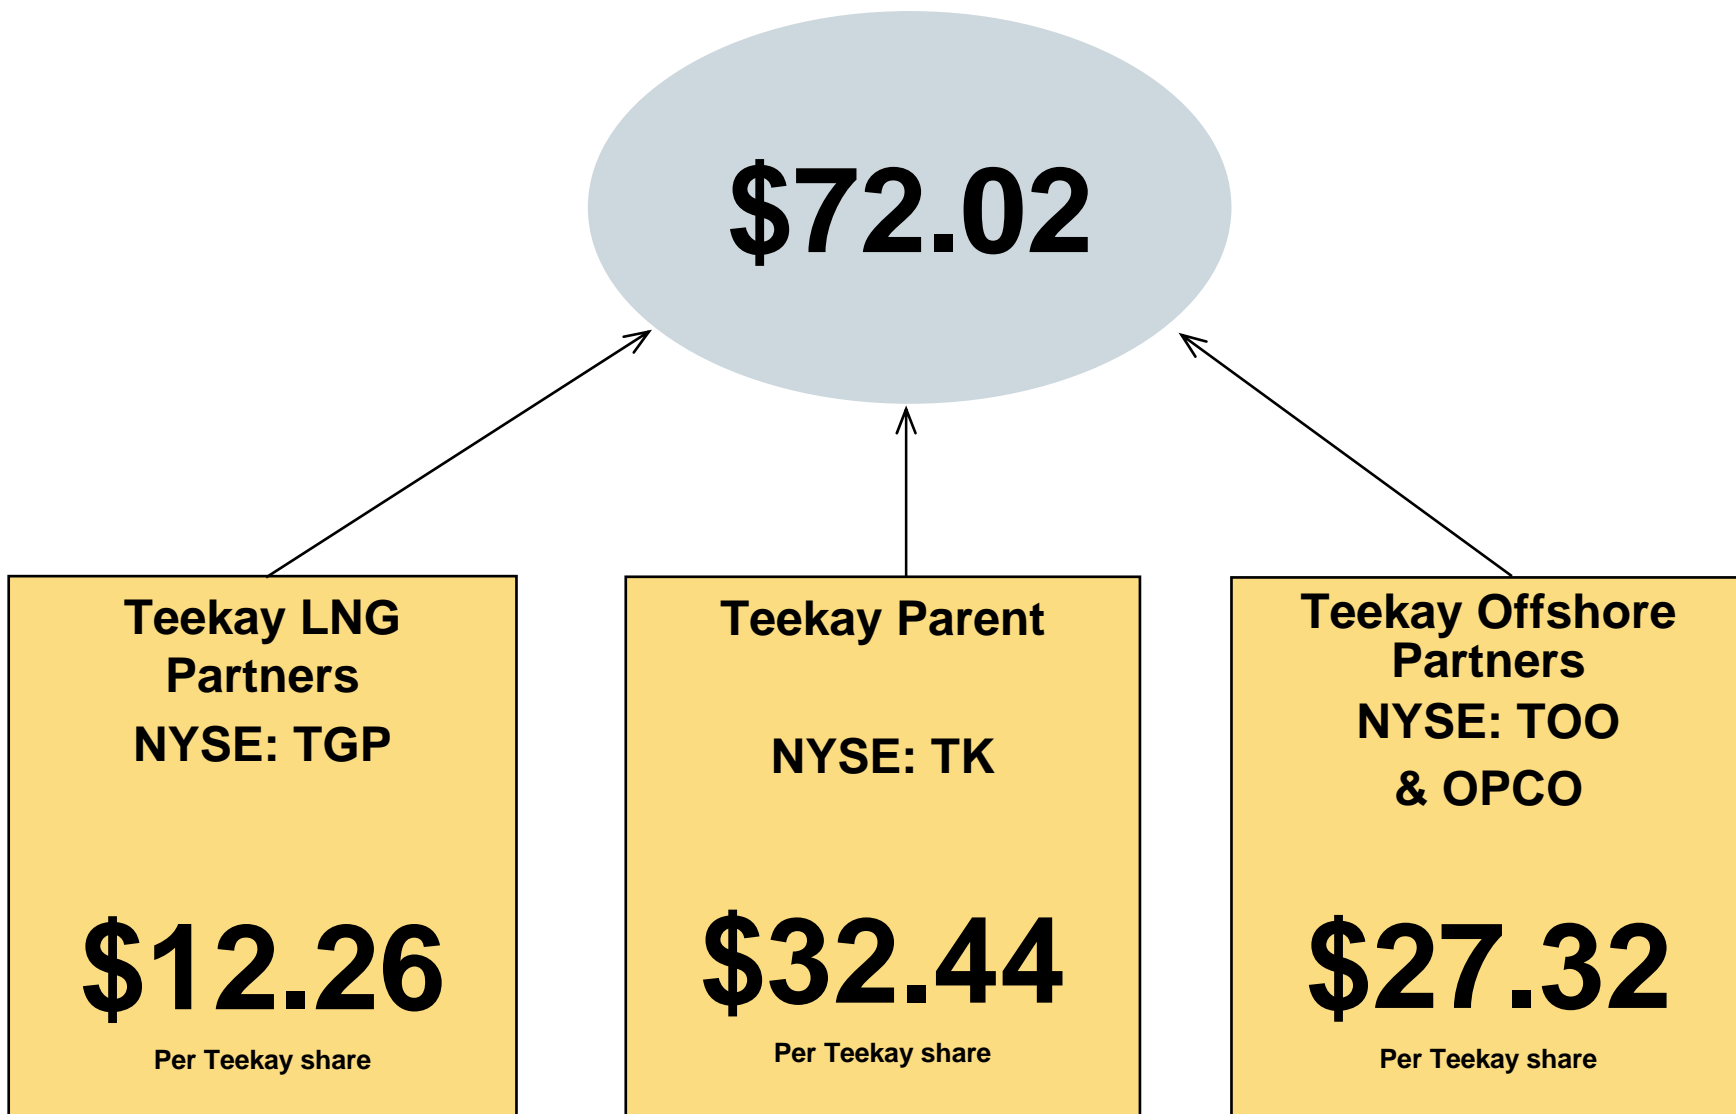 $72.02
Teekay LNG
Partners
NYSE: TGP
$12.26
Per Teekay share
Teekay Parent
NYSE: TK
$32.44
Per Teekay share
Teekay Offshore
Partners
NYSE: TOO
& OPCO
$27.32
Per Teekay share